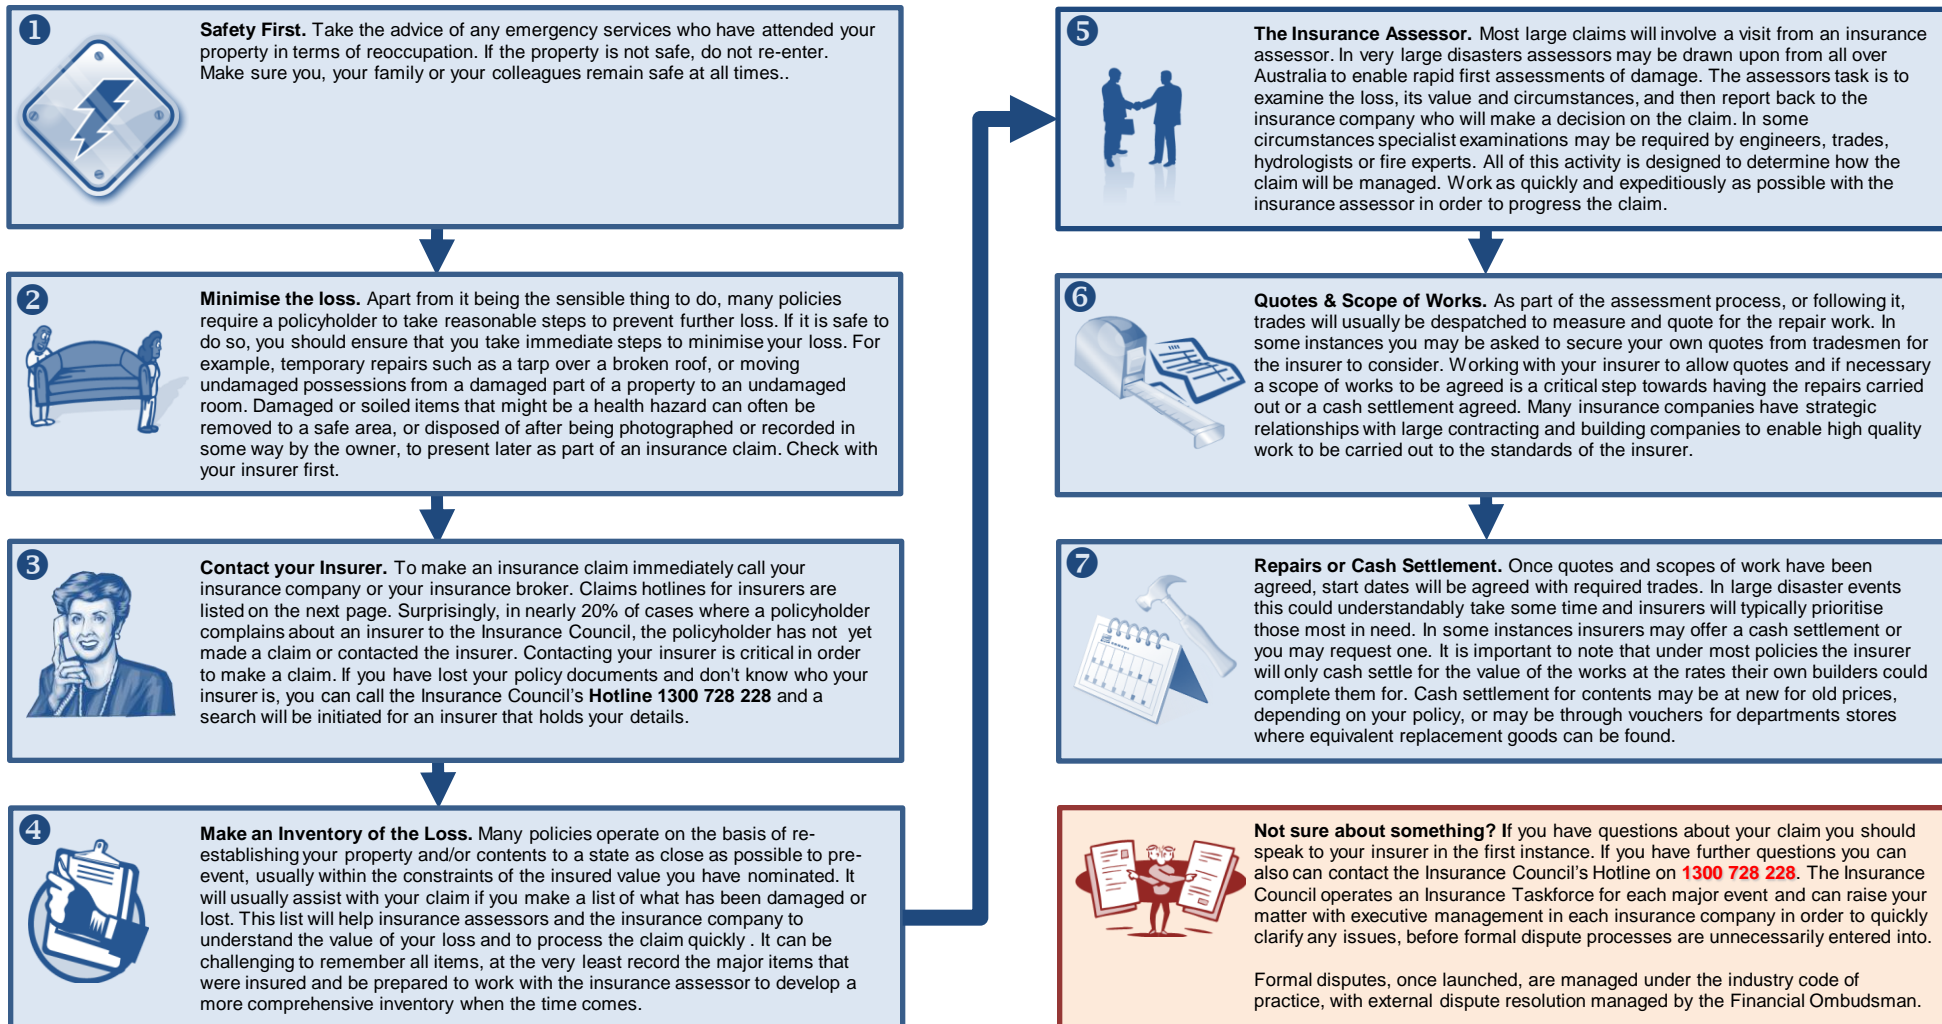 1
Safety First. Take the advice of any emergency services who have attended your
property in terms of reoccupation. If the property is not safe, do not re-enter.
Make sure you, your family or your colleagues remain safe at all times..
2
Minimise the loss. Apart from it being the sensible thing to do, many policies
require a policyholder to take reasonable steps to prevent further loss. If it is safe to
do so, you should ensure that you take immediate steps to minimise your loss. For
example, temporary repairs such as a tarp over a broken roof, or moving
undamaged possessions from a damaged part of a property to an undamaged
room. Damaged or soiled items that might be a health hazard can often be
removed to a safe area, or disposed of after being photographed or recorded in
some way by the owner, to present later as part of an insurance claim. Check with
your insurer first.
3
Contact your Insurer. To make an insurance claim immediately call your
insurance company or your insurance broker. Claims hotlines for insurers are
listed on the next page. Surprisingly, in nearly 20% of cases where a policyholder
complains about an insurer to the Insurance Council, the policyholder has not yet
made a claim or contacted the insurer. Contacting your insurer is critical in order
to make a claim. If you have lost your policy documents and don't know who your
insurer is, you can call the Insurance Council's Hotline 1300 728 228 and a
search will be initiated for an insurer that holds your details.
4
Make an Inventory of the Loss. Many policies operate on the basis of re-
establishing your property and/or contents to a state as close as possible to pre-
event, usually within the constraints of the insured value you have nominated. It
will usually assist with your claim if you make a list of what has been damaged or
lost. This list will help insurance assessors and the insurance company to
understand the value of your loss and to process the claim quickly . It can be
challenging to remember all items, at the very least record the major items that
were insured and be prepared to work with the insurance assessor to develop a
more comprehensive inventory when the time comes.
5
The Insurance Assessor. Most large claims will involve a visit from an insurance
assessor. In very large disasters assessors may be drawn upon from all over
Australia to enable rapid first assessments of damage. The assessors task is to
examine the loss, its value and circumstances, and then report back to the
insurance company who will make a decision on the claim. In some
circumstances specialist examinations may be required by engineers, trades,
hydrologists or fire experts. All of this activity is designed to determine how the
claim will be managed. Work as quickly and expeditiously as possible with the
insurance assessor in order to progress the claim.
6
Quotes & Scope of Works. As part of the assessment process, or following it,
trades will usually be despatched to measure and quote for the repair work. In
some instances you may be asked to secure your own quotes from tradesmen for
the insurer to consider. Working with your insurer to allow quotes and if necessary
a scope of works to be agreed is a critical step towards having the repairs carried
out or a cash settlement agreed. Many insurance companies have strategic
relationships with large contracting and building companies to enable high quality
work to be carried out to the standards of the insurer.
7
Repairs or Cash Settlement. Once quotes and scopes of work have been
agreed, start dates will be agreed with required trades. In large disaster events
this could understandably take some time and insurers will typically prioritise
those most in need. In some instances insurers may offer a cash settlement or
you may request one. It is important to note that under most policies the insurer
will only cash settle for the value of the works at the rates their own builders could
complete them for. Cash settlement for contents may be at new for old prices,
depending on your policy, or may be through vouchers for departments stores
where equivalent replacement goods can be found.
Not sure about something? If you have questions about your claim you should
speak to your insurer in the first instance. If you have further questions you can
also can contact the Insurance Council's Hotline on 1300 728 228. The Insurance
Council operates an Insurance Taskforce for each major event and can raise your
matter with executive management in each insurance company in order to quickly
clarify any issues, before formal dispute processes are unnecessarily entered into.
Formal disputes, once launched, are managed under the industry code of
practice, with external dispute resolution managed by the Financial Ombudsman.